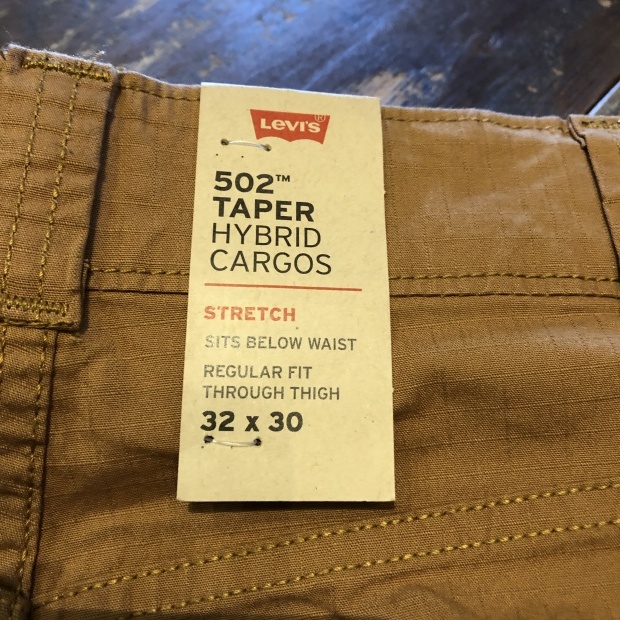 Levi's®
502™
TAPER
HYBRID
CARGOS
STRETCH
SITS BELOW WAIST
REGULAR FIT
THROUGH THIGH
32 x 30